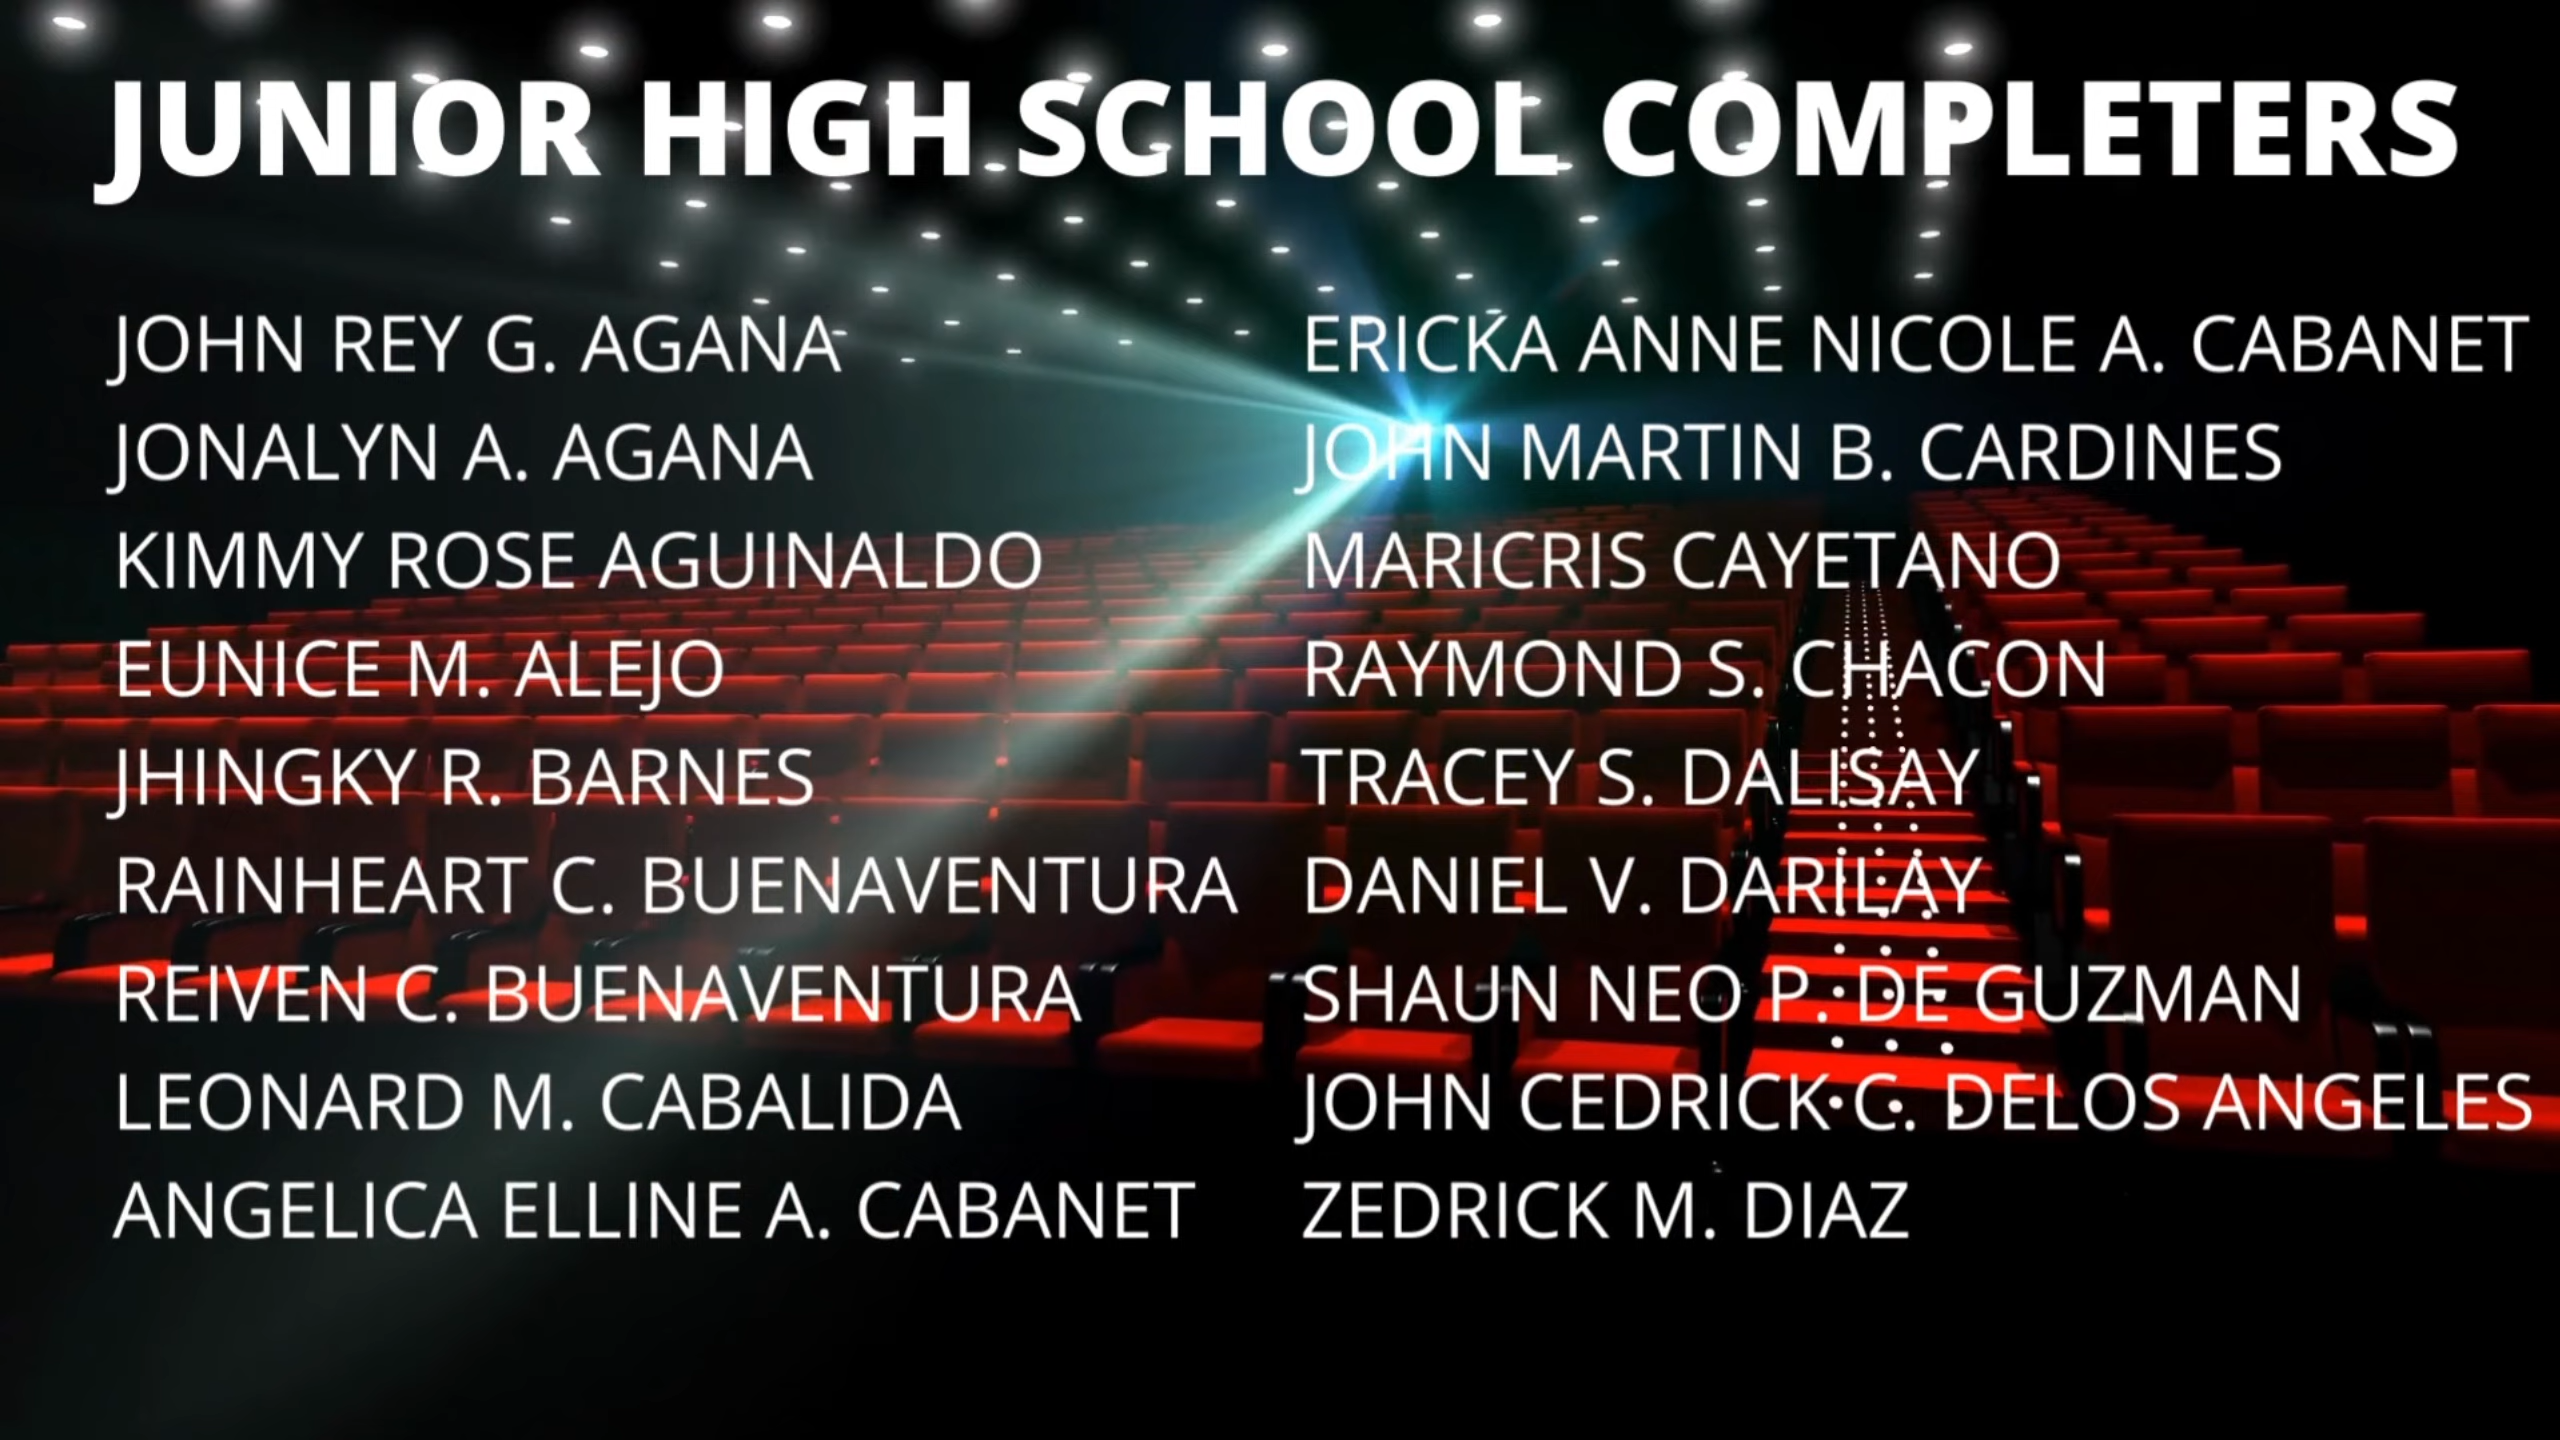 JUNIOR HIGH SCHOOL COMPLETERS
JOHN REY G. AGANA
JONALYN A. AGANA
KIMMY ROSE AGUINALDO
EUNICE M. ALEJO
JHINGKY R. BARNES
RAINHEART C. BUENAVENTURA
REIVEN C. BUENAVENTURA
LEONARD M. CABALIDA
ANGELICA ELLINE A. CABANET
ERICKA ANNE NICOLE A. CABANET
JOHN MARTIN B. CARDINES
MARICRIS CAYETANO
RAYMOND S. CHACON
TRACEY S. DALISAY
DANIEL V. DARILAY
SHAUN NEO P. DE GUZMAN
JOHN CEDRICK C. DELOS ANGELES
ZEDRICK M. DIAZ